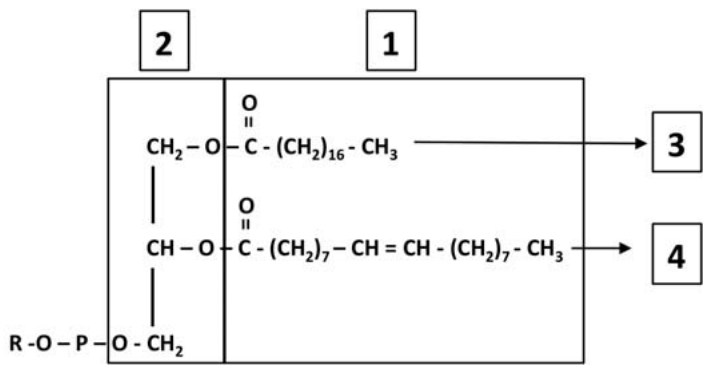 2 1
O
=
CH₂ – O – C - (CH₂)₁₆ - CH₃ 3
O
=
CH – O – C - (CH₂)₇ – CH = CH - (CH₂)₇ - CH₃ 4
R -O – P – O - CH₂